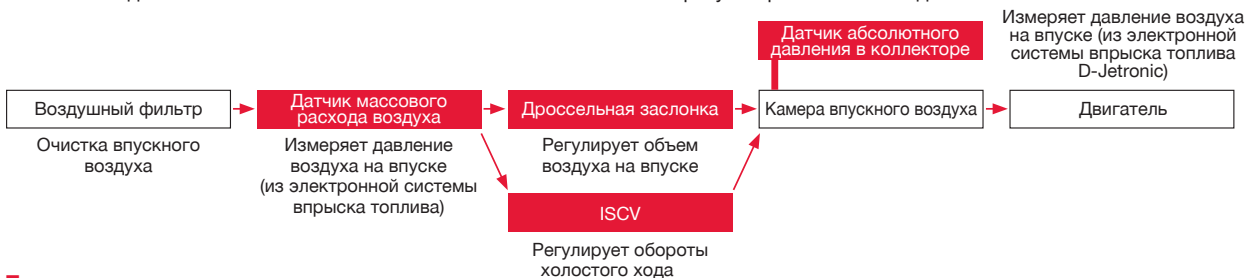 Датчик абсолютного
давления в коллекторе
Измеряет давление воздуха
на впуске (из электронной
системы впрыска топлива
D-Jetronic)
Воздушный фильтр
Очистка впускного
воздуха
Датчик массового
расхода воздуха
Измеряет давление
воздуха на впуске
(из электронной системы
впрыска топлива)
Дроссельная заслонка
Регулирует объем
воздуха на впуске
ISCV
Регулирует обороты
холостого хода
Камера впускного воздуха
Двигатель